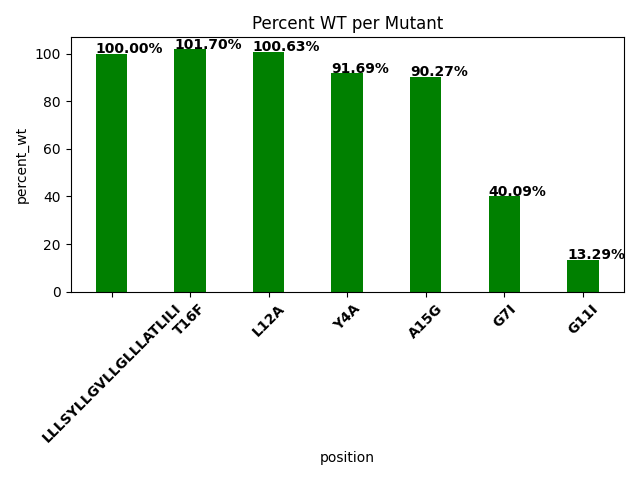 Percent WT per Mutant
100.00%
101.70%
100.63%
91.69%
90.27%
40.09%
13.29%
percent_wt
100
80
60
40
20
0
LLLSYLLGVLLGLLLATLILI
T16F
L12A
Y4A
A15G
G7I
G11I
position